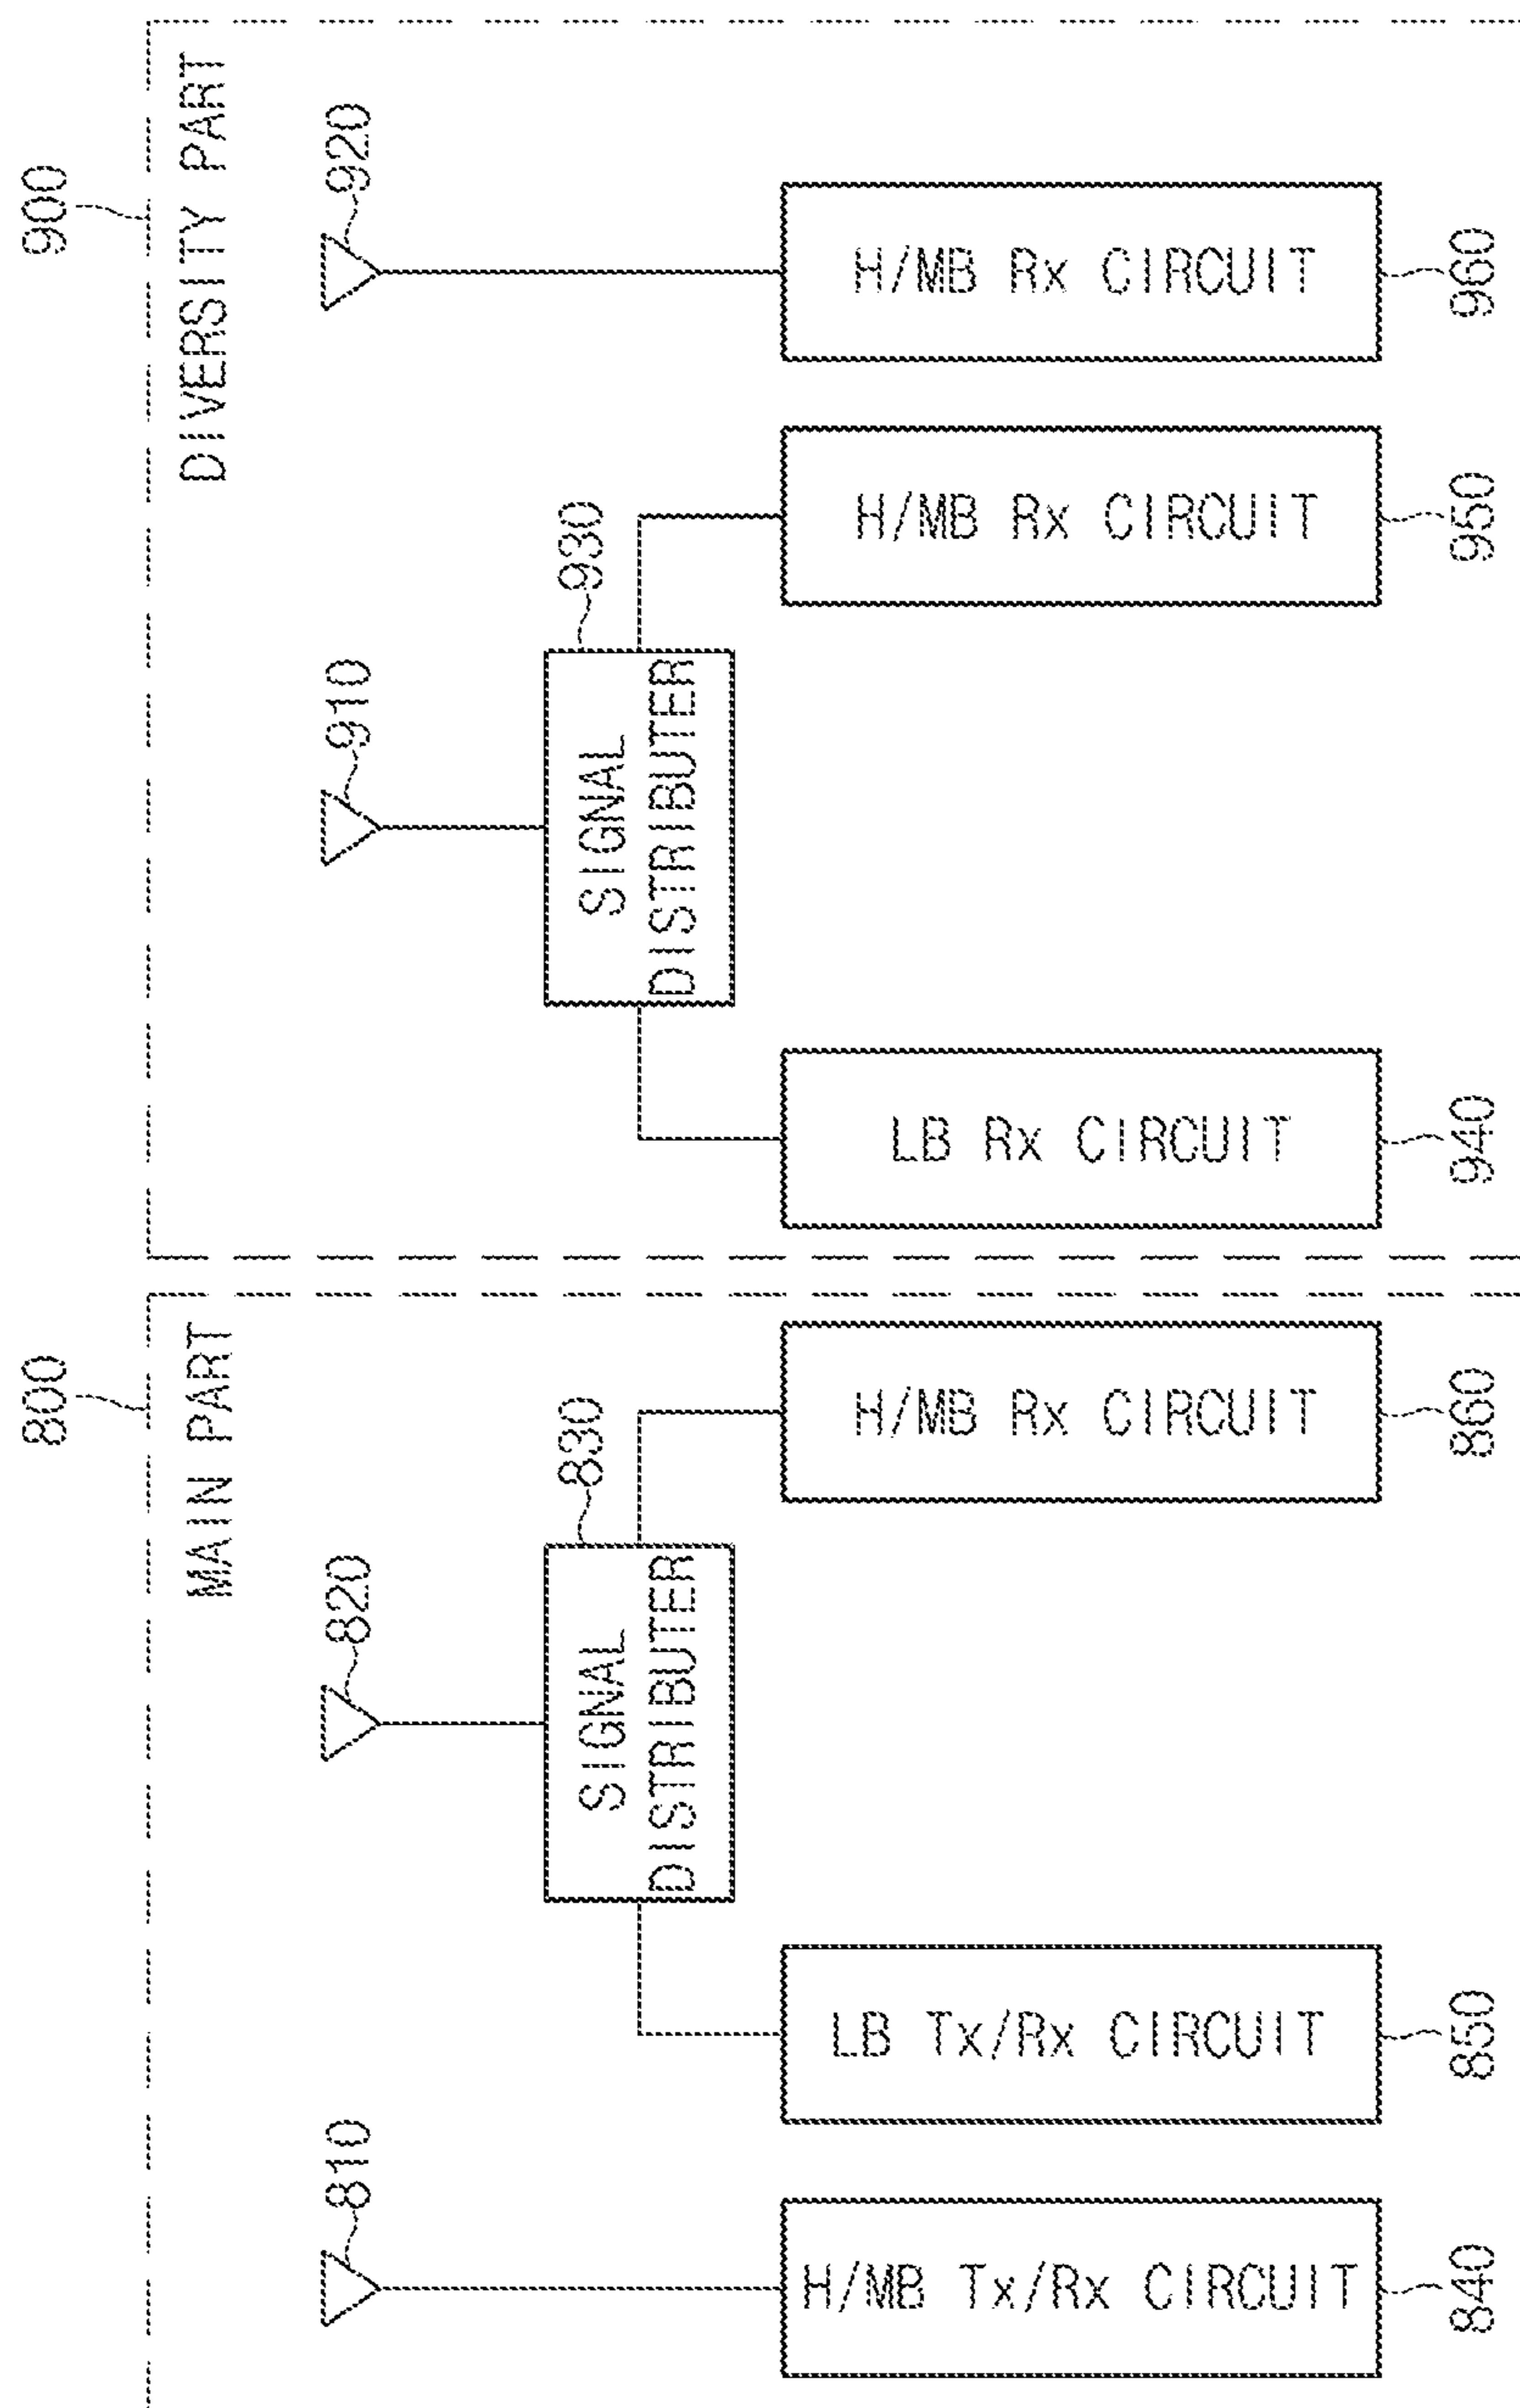 800
MAIN PART
810
820
830
SIGNAL
DISTRIBUTER
H/MB Tx/Rx CIRCUIT
LB Tx/Rx CIRCUIT
H/MB Rx CIRCUIT
840
850
860
900
DIVERSITY PART
910
920
930
SIGNAL
DISTRIBUTER
LB Rx CIRCUIT
H/MB Rx CIRCUIT
H/MB Rx CIRCUIT
940
950
960